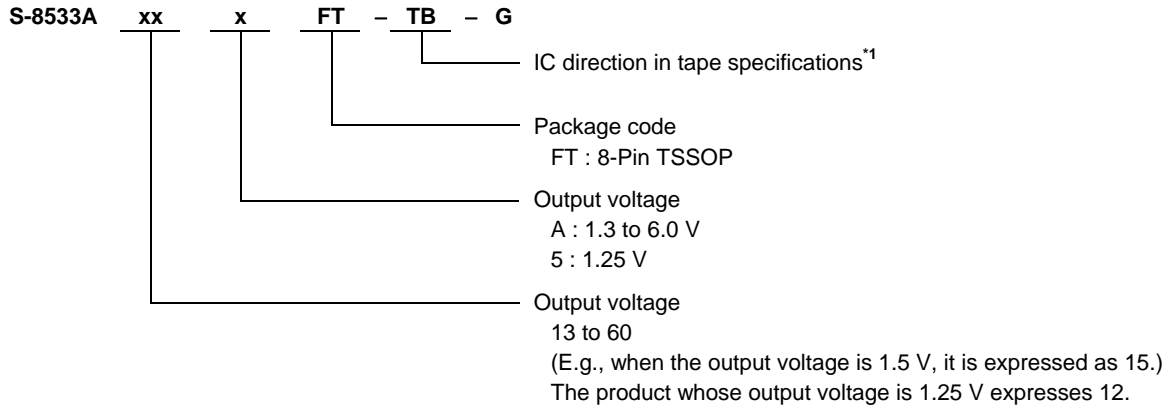 S-8533A xx x FT – TB – G
IC direction in tape specifications*1
Package code
FT : 8-Pin TSSOP
Output voltage
A : 1.3 to 6.0 V
5 : 1.25 V
Output voltage
13 to 60
(E.g., when the output voltage is 1.5 V, it is expressed as 15.)
The product whose output voltage is 1.25 V expresses 12.